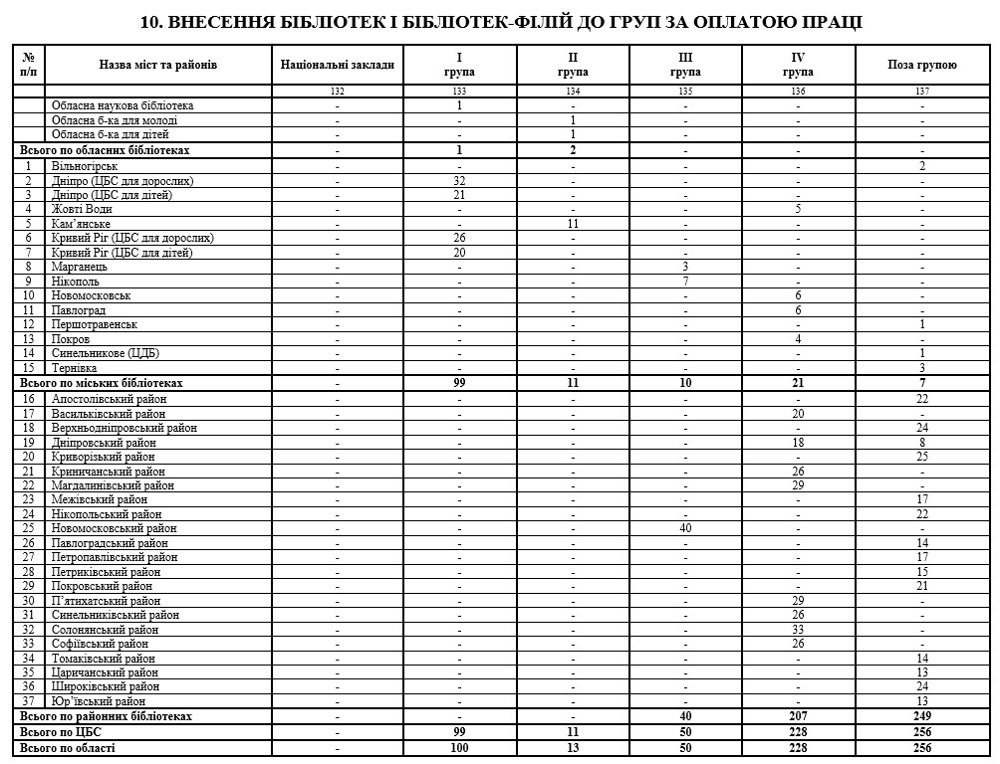 10. ВНЕСЕННЯ БІБЛІОТЕК І БІБЛІОТЕК-ФІЛІЙ ДО ГРУП ЗА ОПЛАТОЮ ПРАЦІ
№ п/п Назва міст та районів Національні заклади І група ІІ група ІІІ група IV група Поза групою
132 133 134 135 136 137
Обласна наукова бібліотека - 1 - - - -
Обласна б-ка для молоді - - 1 - - -
Обласна б-ка для дітей - - 1 - - -
Всього по обласних бібліотеках - 1 2 - - -
1 Вільногірськ - - - - - 2
2 Дніпро (ЦБС для дорослих) - 32 - - - -
3 Дніпро (ЦБС для дітей) - 21 - - - -
4 Жовті Води - - - - 5 -
5 Кам’янське - - 11 - - -
6 Кривий Ріг (ЦБС для дорослих) - 26 - - - -
7 Кривий Ріг (ЦБС для дітей) - 20 - - - -
8 Марганець - - - 3 - -
9 Нікополь - - - 7 - -
10 Новомосковськ - - - - 6 -
11 Павлоград - - - - 6 -
12 Першотравенськ - - - - - 1
13 Покров - - - - 4 -
14 Синельникове (ЦДБ) - - - - - 1
15 Тернівка - - - - - 3
Всього по міських бібліотеках - 99 11 10 21 7
16 Апостолівський район - - - - - 22
17 Васильківський район - - - - 20 -
18 Верхньодніпровський район - - - - - 24
19 Дніпровський район - - - - 18 8
20 Криворізький район - - - - - 25
21 Криничанський район - - - - 26 -
22 Магдалинівський район - - - - 29 -
23 Межівський район - - - - - 17
24 Нікопольський район - - - - - 22
25 Новомосковський район - - - 40 - -
26 Павлоградський район - - - - - 14
27 Петропавлівський район - - - - - 17
28 Петриківський район - - - - - 15
29 Покровський район - - - - - 21
30 П’ятихатський район - - - - 29 -
31 Синельниківський район - - - - 26 -
32 Солонянський район - - - - 33 -
33 Софіївський район - - - - 26 -
34 Томаківський район - - - - - 14
35 Царичанський район - - - - - 13
36 Широківський район - - - - - 24
37 Юр’ївський район - - - - - 13
Всього по районних бібліотеках - - - 40 207 249
Всього по ЦБС - 99 11 50 228 256
Всього по області - 100 13 50 228 256